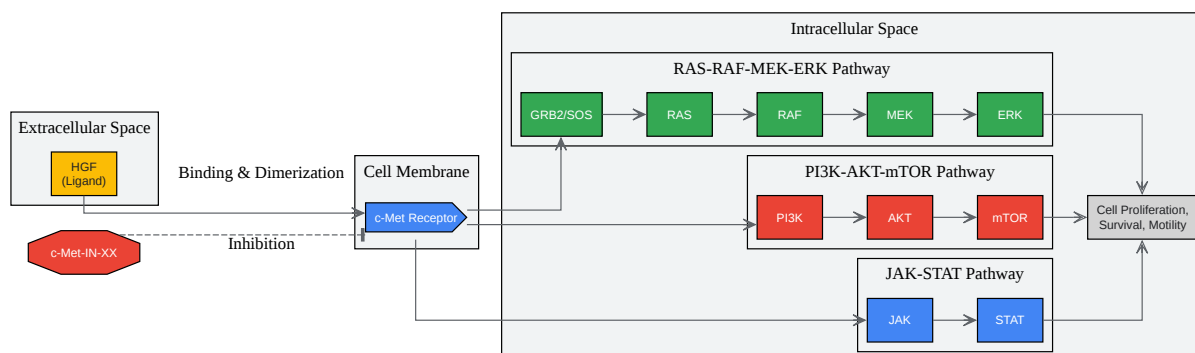 Intracellular Space
RAS-RAF-MEK-ERK Pathway
GRB2/SOS
RAS
RAF
MEK
ERK
Extracellular Space
HGF
(Ligand)
Binding & Dimerization
Cell Membrane
c-Met Receptor
PI3K-AKT-mTOR Pathway
PI3K
AKT
mTOR
Cell Proliferation,
Survival, Motility
c-Met-IN-XX
Inhibition
JAK-STAT Pathway
JAK
STAT